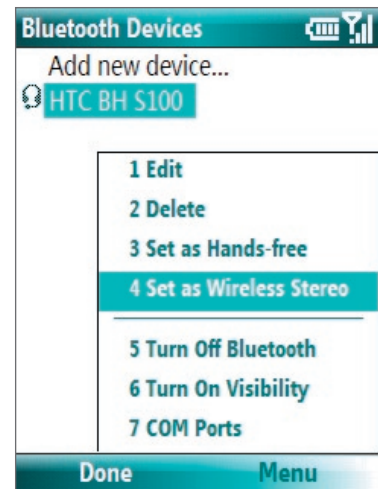 Bluetooth Devices
Add new device...
HTC BH S100
1 Edit
2 Delete
3 Set as Hands-free
4 Set as Wireless Stereo
5 Turn Off Bluetooth
6 Turn On Visibility
7 COM Ports
Done Menu